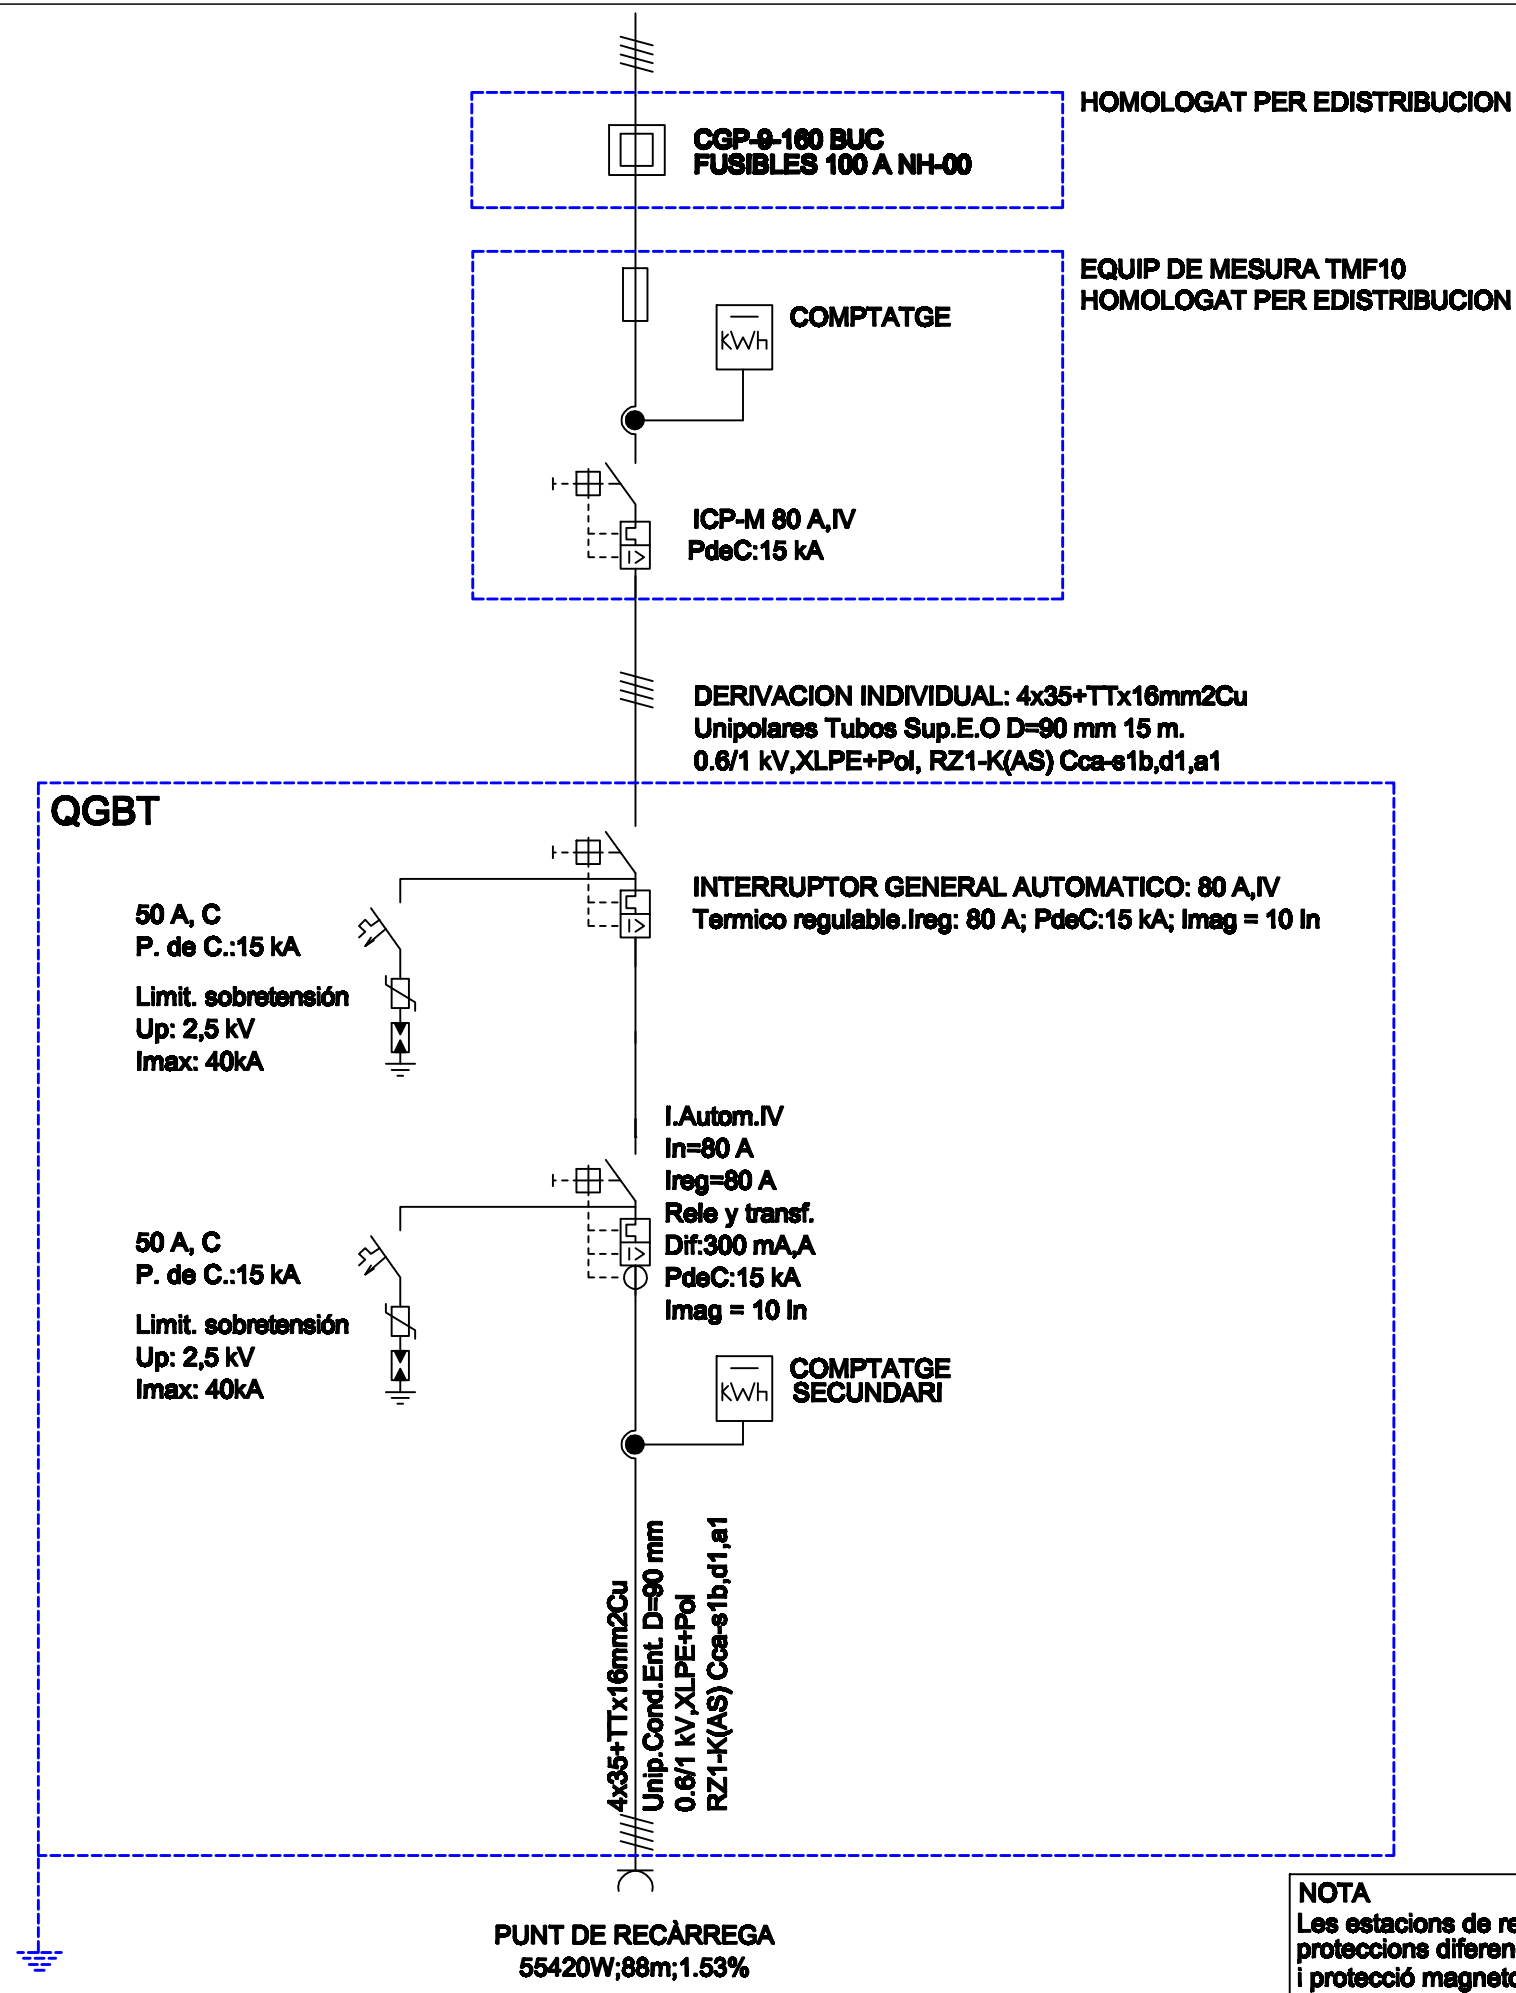 HOMOLOGAT PER EDISTRIBUCION
CGP-9-160 BUC
FUSIBLES 100 A NH-00
EQUIP DE MESURA TMF10
HOMOLOGAT PER EDISTRIBUCION
COMPTATGE
kWh
ICP-M 80 A,IV
PdeC:15 kA
DERIVACION INDIVIDUAL: 4x35+TTx16mm2Cu
Unipolares Tubos Sup.E.O D=90 mm 15 m.
0.6/1 kV,XLPE+Pol, RZ1-K(AS) Cca-s1b,d1,a1
QGBT
INTERRUPTOR GENERAL AUTOMATICO: 80 A,IV
Termico regulable.Ireg: 80 A; PdeC:15 kA; Imag = 10 In
50 A, C
P. de C.:15 kA
Limit. sobretensión
Up: 2,5 kV
Imax: 40kA
I.Autom.IV
In=80 A
Ireg=80 A
Rele y transf.
Dif:300 mA,A
PdeC:15 kA
Imag = 10 In
50 A, C
P. de C.:15 kA
Limit. sobretensión
Up: 2,5 kV
Imax: 40kA
COMPTATGE
SECUNDARI
kWh
4x35+TTx16mm2Cu
Unip.Cond.Ent. D=90 mm
0.6/1 kV,XLPE+Pol
RZ1-K(AS) Cca-s1b,d1,a1
PUNT DE RECÀRREGA
55420W;88m;1.53%
NOTA
Les estacions de
proteccions
i protecció